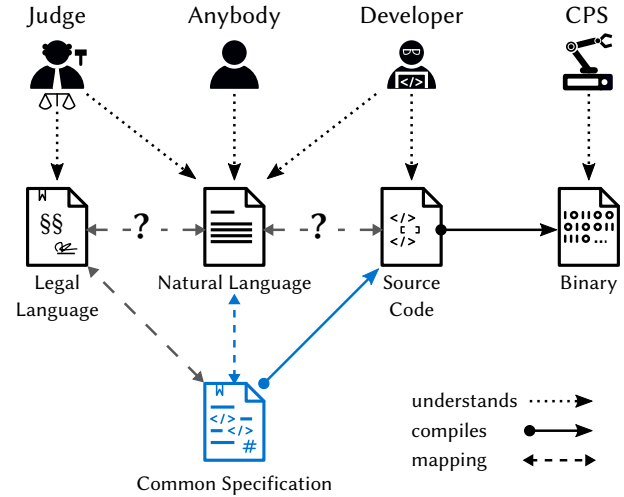 Judge
Anybody
Developer
CPS
</>
§§
?
?
</>
[ ]
</>
...
Legal
Language
Natural Language
Source
Code
Binary
</>
</>
#
Common Specification
understands
compiles
mapping